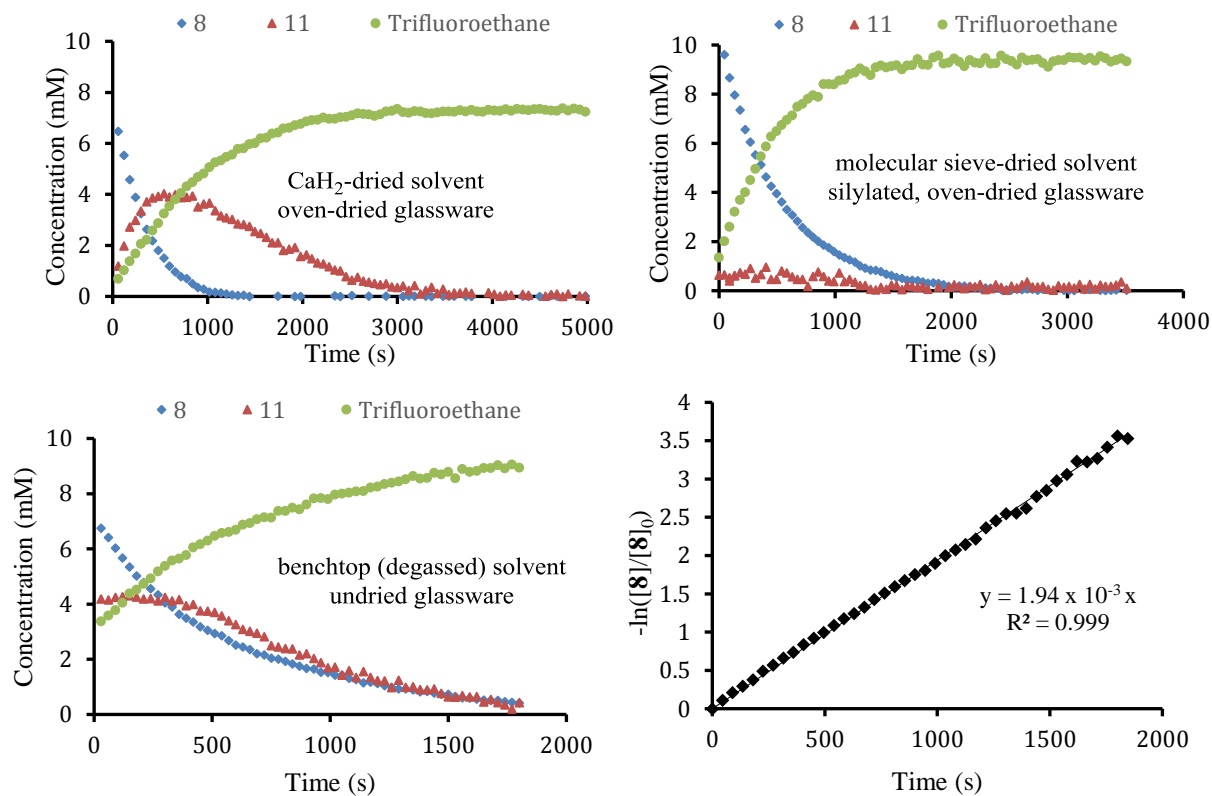 8 11 Trifluoroethane
10
8
6
4
2
0
0 1000 2000 3000 4000 5000
Concentration (mM)
Time (s)
CaH₂-dried solvent
oven-dried glassware
8 11 Trifluoroethane
10
8
6
4
2
0
0 1000 2000 3000 4000
Concentration (mM)
Time (s)
molecular sieve-dried solvent
silylated, oven-dried glassware
8 11 Trifluoroethane
10
8
6
4
2
0
0 500 1000 1500 2000
Concentration (mM)
Time (s)
benchtop (degassed) solvent
undried glassware
4
3.5
3
2.5
2
1.5
1
0.5
0
0 500 1000 1500 2000
-ln([8]/[8]₀)
Time (s)
y = 1.94 x 10⁻³ x
R² = 0.999